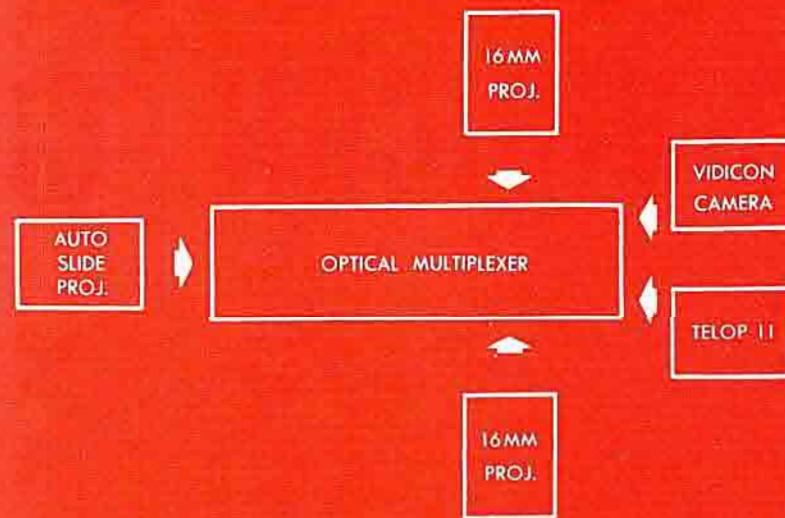 16MM
PROJ.
VIDICON
CAMERA
AUTO
SLIDE
PROJ.
OPTICAL MULTIPLEXER
TELOP II
16MM
PROJ.